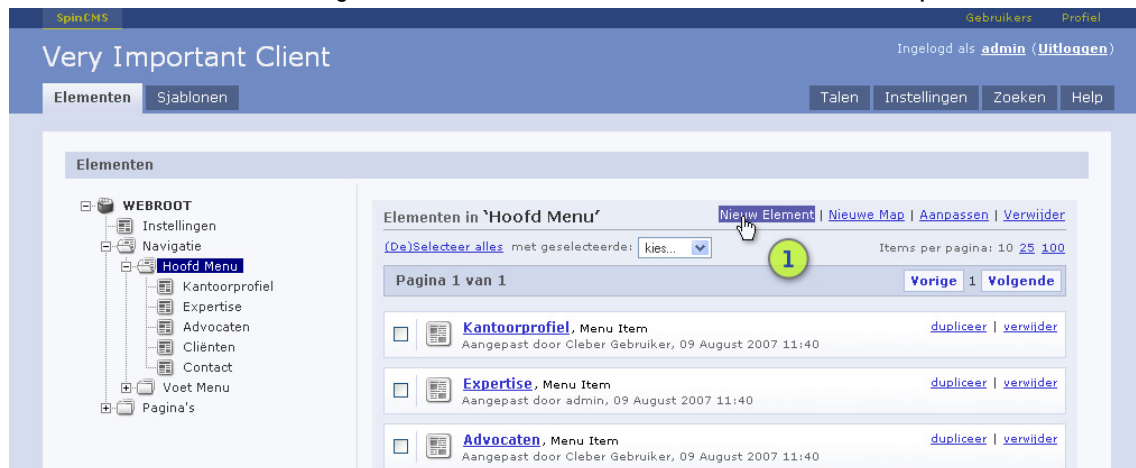 SpinCMS Gebruikers Profiel
Very Important Client Ingelogd als admin (Uitloggen)
Elementen Sjablonen Talen Instellingen Zoeken Help
Elementen
WEBROOT
Instellingen
Navigatie
Hoofd Menu
Kantoorprofiel
Expertise
Advocaten
Cliënten
Contact
Voet Menu
Pagina's
Elementen in 'Hoofd Menu' Nieuw Element | Nieuwe Map | Aanpassen | Verwijder
(De)Selecteer alles met geselecteerde: kies... Items per pagina: 10 25 100
1
Pagina 1 van 1 Vorige 1 Volgende
Kantoorprofiel, Menu Item dupliceer | verwijder
Aangepast door Cleber Gebruiker, 09 August 2007 11:40
Expertise, Menu Item dupliceer | verwijder
Aangepast door admin, 09 August 2007 11:40
Advocaten, Menu Item dupliceer | verwijder
Aangepast door Cleber Gebruiker, 09 August 2007 11:40